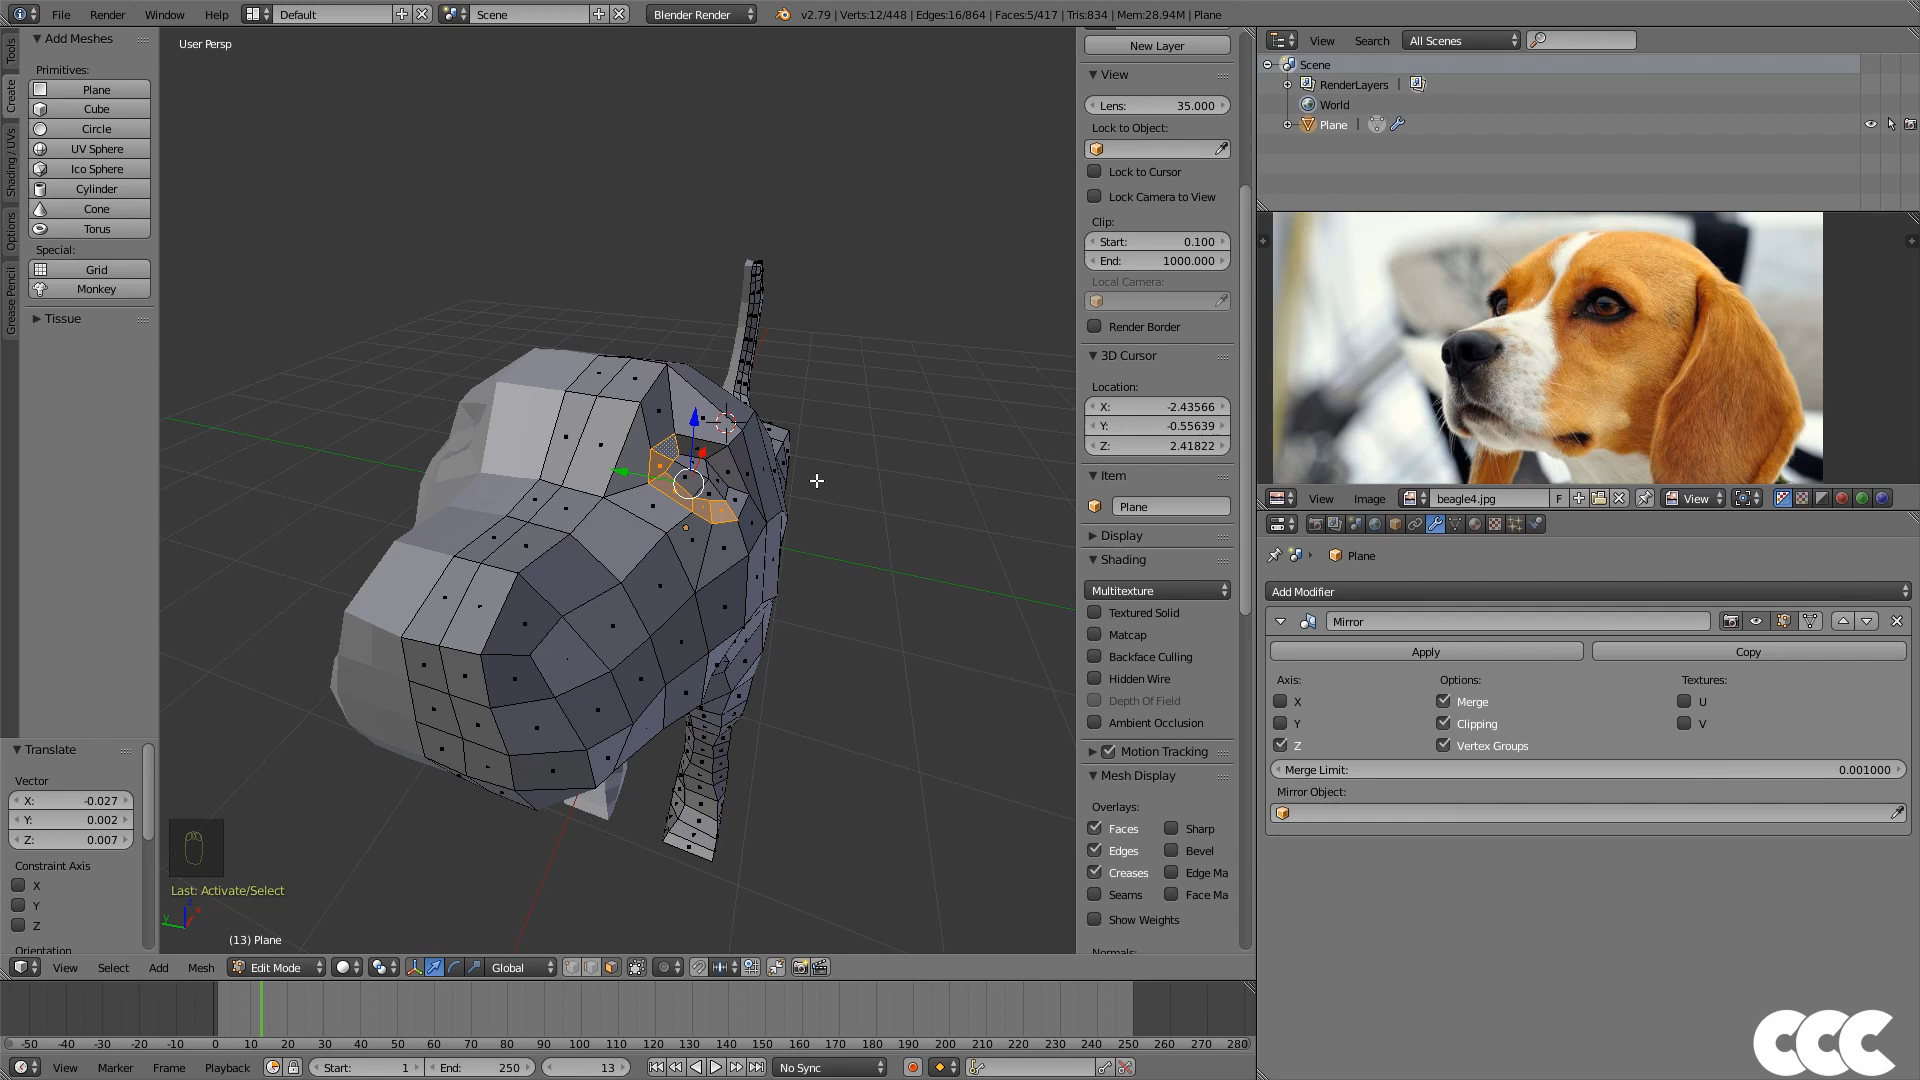 File Render Window Help Default Scene Blender Render v2.79 | Verts:12/448 | Edges:16/864 | Faces:5/417 | Tris:834 | Mem:28.94M | Plane
Tools
Create
Shading / UVs
Options
Grease Pencil
Add Meshes
Primitives:
Plane
Cube
Circle
UV Sphere
Ico Sphere
Cylinder
Cone
Torus
Special:
Grid
Monkey
Tissue
Translate
Vector
X: -0.027
Y: 0.002
Z: 0.007
Constraint Axis
X
Y
Z
Orientation
User Persp
Last: Activate/Select
(13) Plane
New Layer
View
Lens: 35.000
Lock to Object:
Lock to Cursor
Lock Camera to View
Clip:
Start: 0.100
End: 1000.000
Local Camera:
Render Border
3D Cursor
Location:
X: -2.43566
Y: -0.55639
Z: 2.41822
Item
Plane
Display
Shading
Multitexture
Textured Solid
Matcap
Backface Culling
Hidden Wire
Depth Of Field
Ambient Occlusion
Motion Tracking
Mesh Display
Overlays:
Faces Sharp
Edges Bevel
Creases Edge Ma
Seams Face Ma
Show Weights
Normals:
View Search All Scenes
Scene
RenderLayers |
World
Plane |
View Image beagle4.jpg F View
Plane
Add Modifier
Mirror
Apply Copy
Axis: Options: Textures:
X Merge U
Y Clipping V
Z Vertex Groups
Merge Limit: 0.001000
Mirror Object:
View Select Add Mesh Edit Mode Global
-50 -40 -30 -20 -10 0 10 20 30 40 50 60 70 80 90 100 110 120 130 140 150 160 170 180 190 200 210 220 230 240 250 260 270 280
View Marker Frame Playback Start: 1 End: 250 13 No Sync
CCC